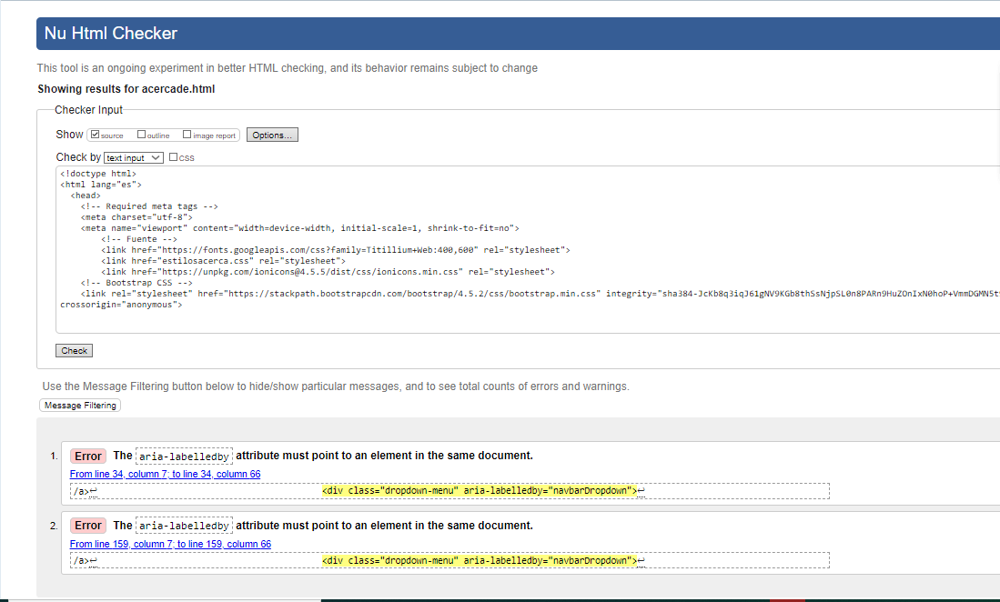 Nu Html Checker
This tool is an ongoing experiment in better HTML checking, and its behavior remains subject to change
Showing results for acercade.html
Checker Input
Show source outline image report Options...
Check by text input css
<!doctype html>
<html lang="es">
<head>
<!-- Required meta tags -->
<meta charset="utf-8">
<meta name="viewport" content="width=device-width, initial-scale=1, shrink-to-fit=no">
<!-- Fuente -->
<link href="https://fonts.googleapis.com/css?family=Titillium+Web:400,600" rel="stylesheet">
<link href="estilosacerca.css" rel="stylesheet">
<link href="https://unpkg.com/ionicons@4.5.5/dist/css/ionicons.min.css" rel="stylesheet">
<!-- Bootstrap CSS -->
<link rel="stylesheet" href="https://stackpath.bootstrapcdn.com/bootstrap/4.5.2/css/bootstrap.min.css" integrity="sha384-JcKb8q3iqJ61gNV9KGb8thSsNjpSL0n8PARn9HuZOnIxN0hoP+VmmDGMN5t
crossorigin="anonymous">
Check
Use the Message Filtering button below to hide/show particular messages, and to see total counts of errors and warnings.
Message Filtering
1. Error The aria-labelledby attribute must point to an element in the same document.
From line 34, column 7; to line 34, column 66
/a>↩ <div class="dropdown-menu" aria-labelledby="navbarDropdown">↩
2. Error The aria-labelledby attribute must point to an element in the same document.
From line 159, column 7; to line 159, column 66
/a>↩ <div class="dropdown-menu" aria-labelledby="navbarDropdown">↩